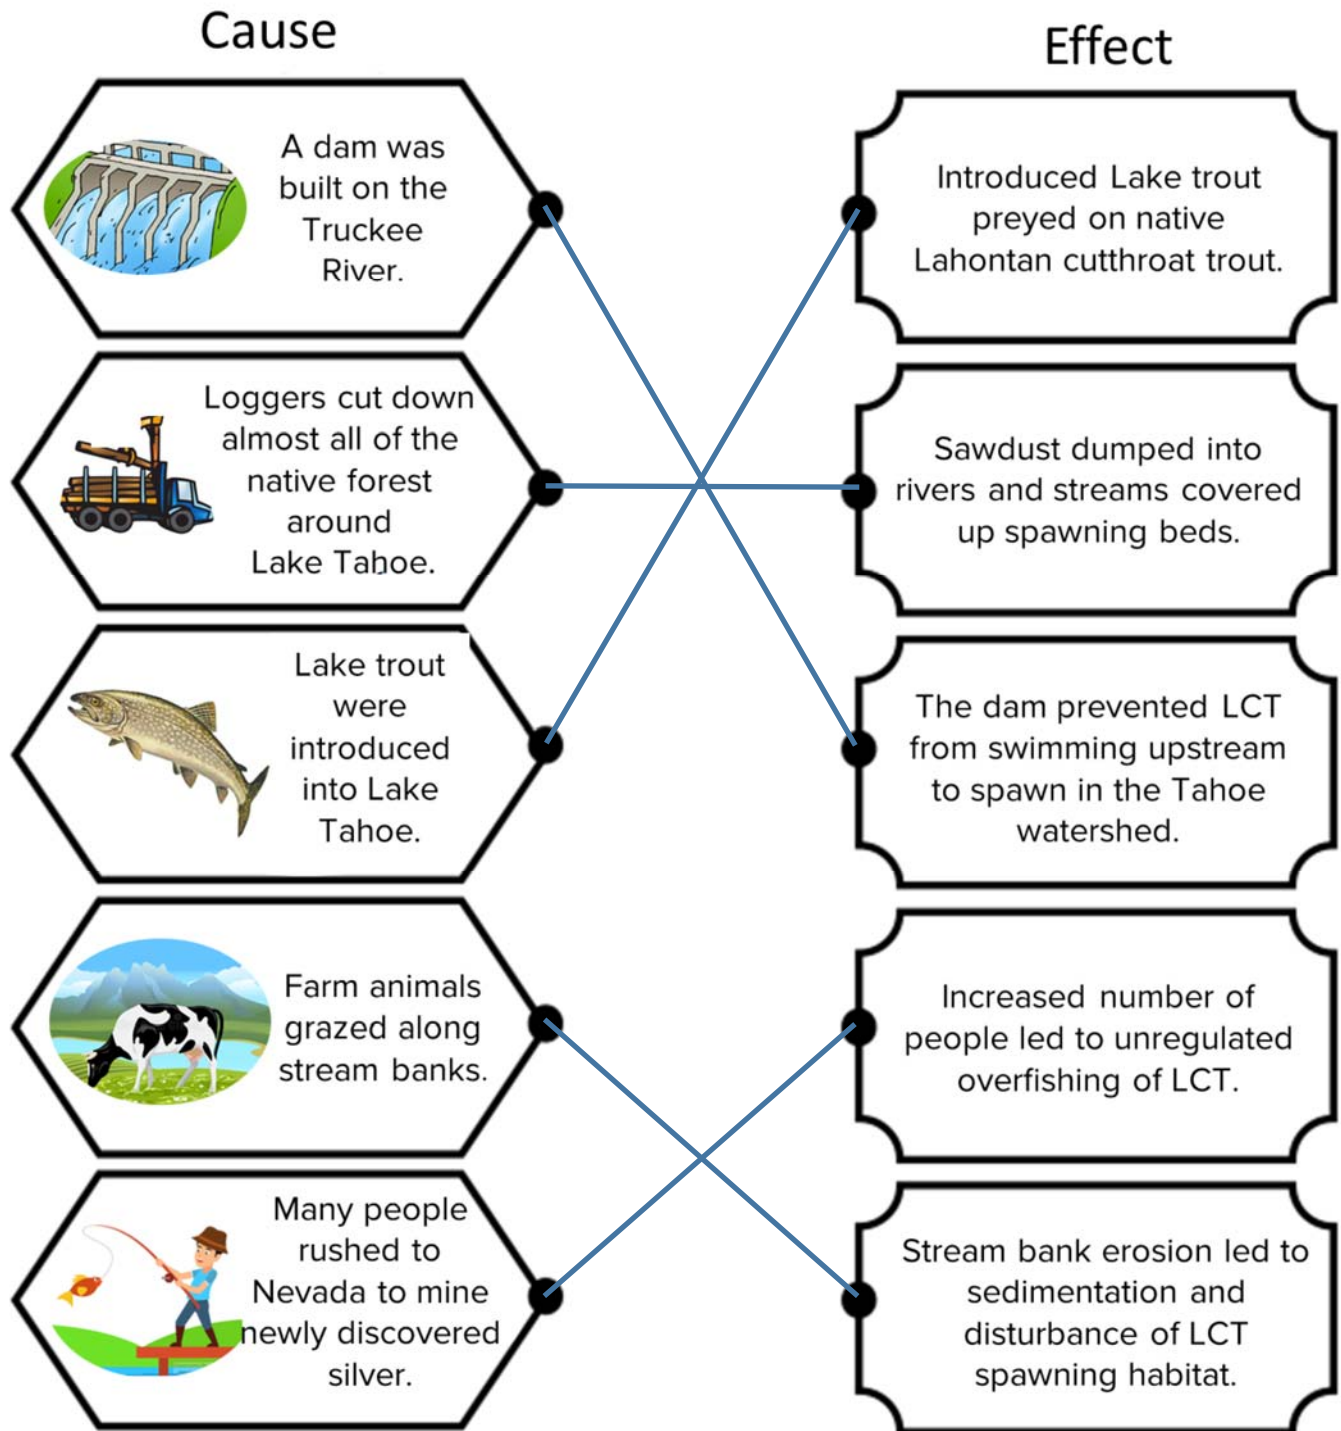 Cause
Effect
A dam was
built on the
Truckee
River.
Introduced Lake trout
preyed on native
Lahontan cutthroat trout.
Loggers cut down
almost all of the
native forest
around
Lake Tahoe.
Sawdust dumped into
rivers and streams covered
up spawning beds.
Lake trout
were
introduced
into Lake
Tahoe.
The dam prevented LCT
from swimming upstream
to spawn in the Tahoe
watershed.
Farm animals
grazed along
stream banks.
Increased number of
people led to unregulated
overfishing of LCT.
Many people
rushed to
Nevada to mine
newly discovered
silver.
Stream bank erosion led to
sedimentation and
disturbance of LCT
spawning habitat.